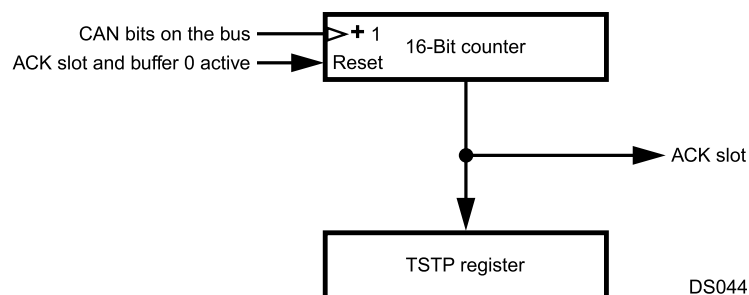 CAN bits on the bus
+ 1
16-Bit counter
ACK slot and buffer 0 active
Reset
ACK slot
TSTP register
DS044